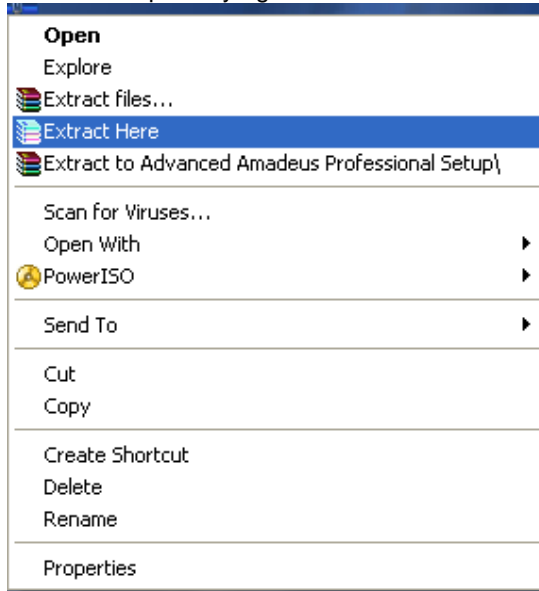 Open
Explore
Extract files...
Extract Here
Extract to Advanced Amadeus Professional Setup\
Scan for Viruses...
Open With
PowerISO
Send To
Cut
Copy
Create Shortcut
Delete
Rename
Properties